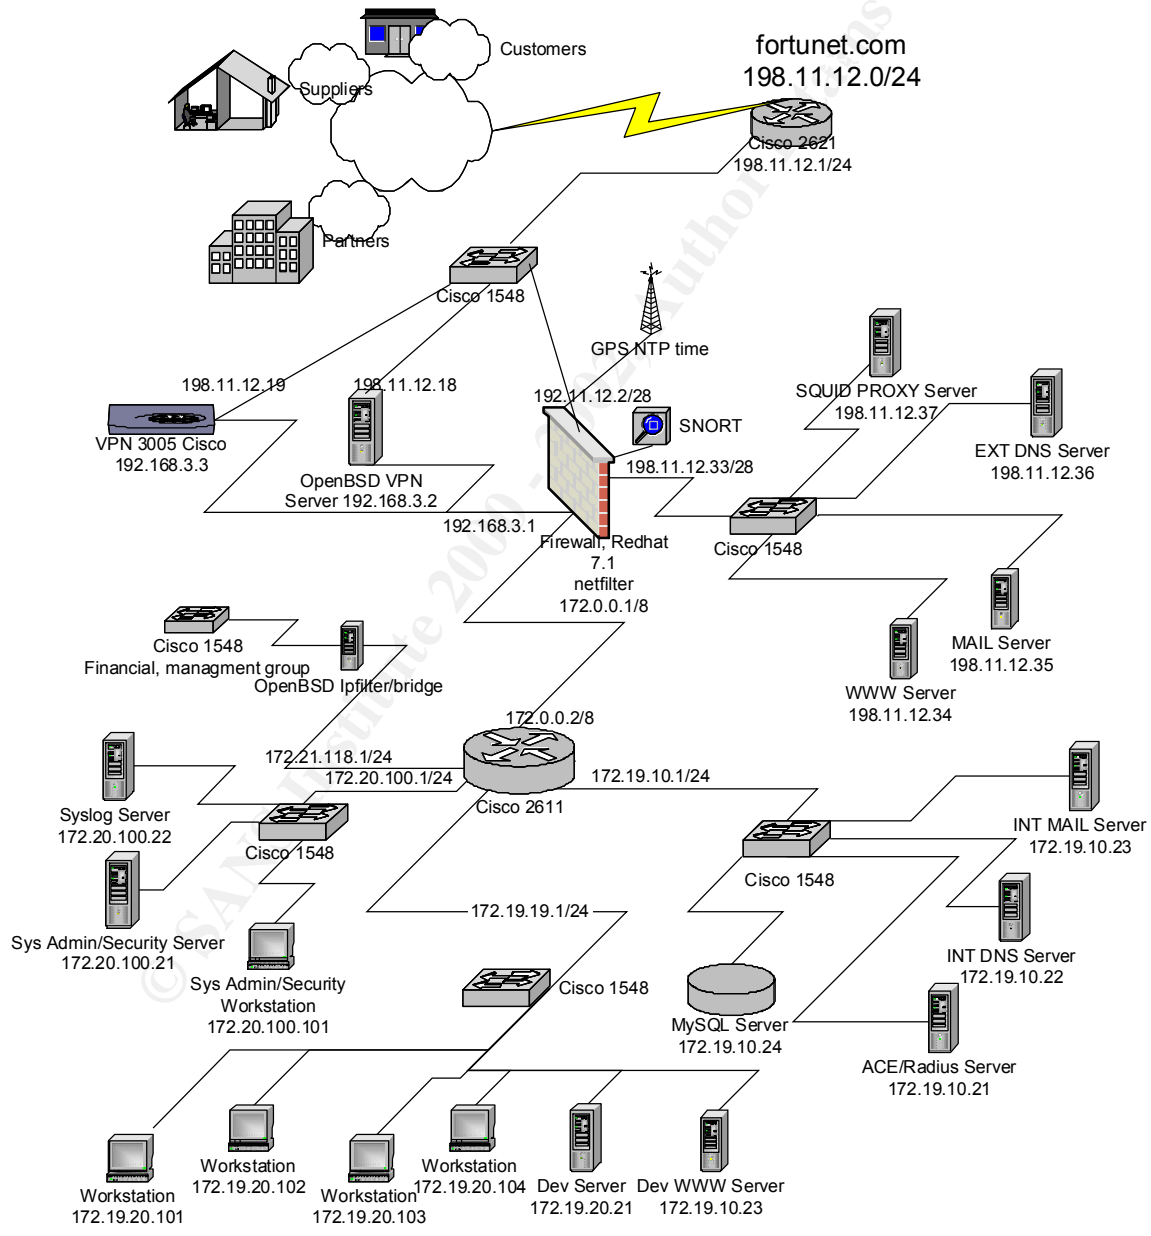 Customers
Suppliers
Partners
fortunet.com
198.11.12.0/24
Cisco 2621
198.11.12.1/24
Cisco 1548
GPS NTP time
198.11.12.19
198.11.12.18
192.11.12.2/28
SNORT
198.11.12.33/28
SQUID PROXY Server
198.11.12.37
EXT DNS Server
198.11.12.36
VPN 3005 Cisco
192.168.3.3
OpenBSD VPN
Server 192.168.3.2
192.168.3.1
Firewall, Redhat
7.1
netfilter
172.0.0.1/8
Cisco 1548
MAIL Server
198.11.12.35
WWW Server
198.11.12.34
Cisco 1548
Financial, managment group
OpenBSD Ipfilter/bridge
172.0.0.2/8
172.21.118.1/24
172.20.100.1/24
172.19.10.1/24
Cisco 2611
Syslog Server
172.20.100.22
Cisco 1548
Sys Admin/Security Server
172.20.100.21
Sys Admin/Security
Workstation
172.20.100.101
Cisco 1548
INT MAIL Server
172.19.10.23
INT DNS Server
172.19.10.22
MySQL Server
172.19.10.24
ACE/Radius Server
172.19.10.21
172.19.19.1/24
Cisco 1548
Workstation
172.19.20.101
Workstation
172.19.20.102
Workstation
172.19.20.103
Workstation
172.19.20.104
Dev Server
172.19.20.21
Dev WWW Server
172.19.10.23
© SANS Institute 2000 - 2002, Author retains